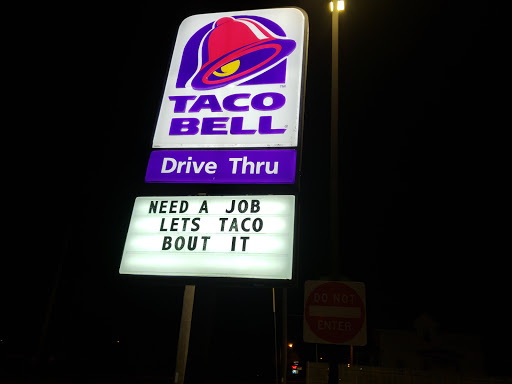 TACO
BELL
Drive Thru
NEED A JOB
LETS TACO
BOUT IT
DO NOT
ENTER